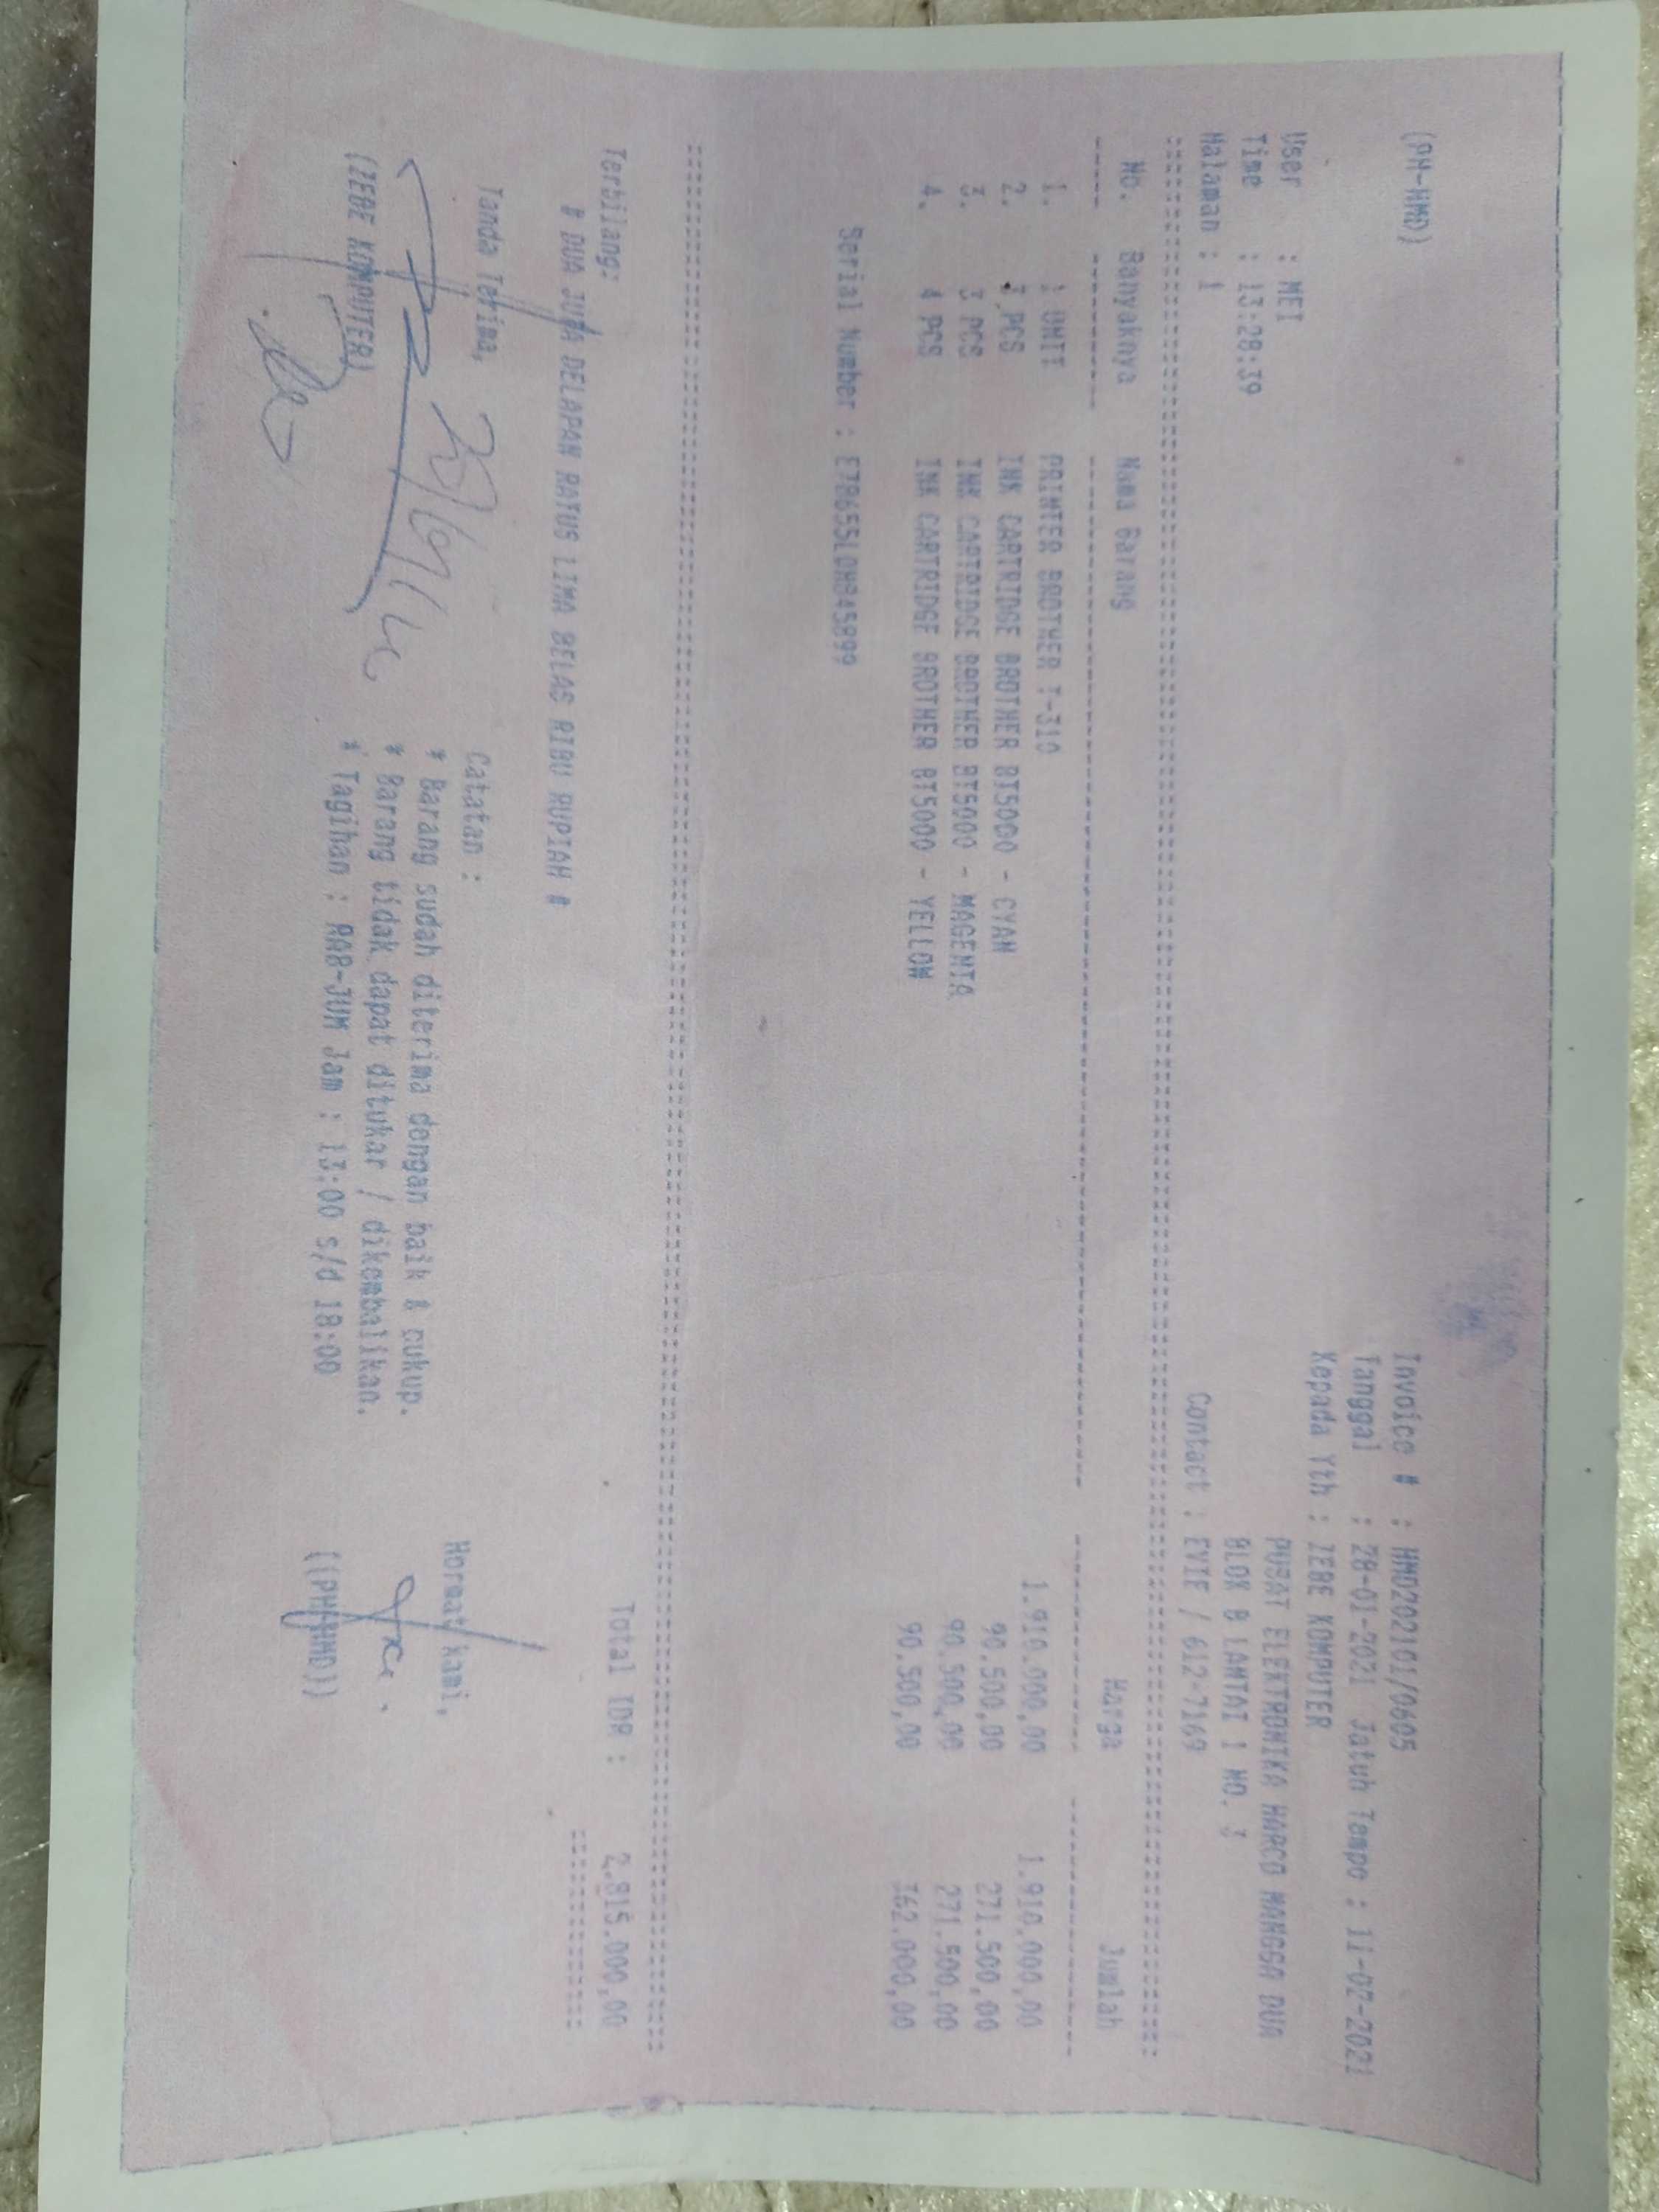 (PH-HMD)
Invoice # : HMD202101/0605
Tanggal : 28-01-2021 Jatuh Tempo : 11-02-2021
Kepada Yth : ZEBE KOMPUTER
User : MEI
PUSAT ELEKTRONIKA HARCO MANGGA DUA
Time : 13:28:39
BLOK B LANTAI 1 NO. 3
Halaman : 1
Contact : EVIE / 612-7169
No. Banyaknya Nama Barang Harga Jumlah
1. 1 UNIT PRINTER BROTHER T-310 1.910.000,00 1.910.000,00
2. 3 PCS INK CARTRIDGE BROTHER BT5000 - CYAN 90.500,00 271.500,00
3. 3 PCS INK CARTRIDGE BROTHER BT5000 - MAGENTA 90.500,00 271.500,00
4. 4 PCS INK CARTRIDGE BROTHER BT5000 - YELLOW 90.500,00 362.000,00
Serial Number : E78655L0H845899
Terbilang: Total IDR : 2.815.000,00
# DUA JUTA DELAPAN RATUS LIMA BELAS RIBU RUPIAH #
Tanda Terima, Catatan : Hormat kami,
* Barang sudah diterima dengan baik & cukup.
* Barang tidak dapat ditukar / dikembalikan.
* Tagihan : RAB-JUM Jam : 13:00 s/d 18:00
(ZEBE KOMPUTER) ((PH-HMD))